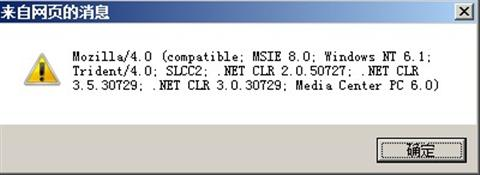 来自网页的消息
Mozilla/4.0 (compatible; MSIE 8.0; Windows NT 6.1;
Trident/4.0; SLCC2; .NET CLR 2.0.50727; .NET CLR
3.5.30729; .NET CLR 3.0.30729; Media Center PC 6.0)
确定